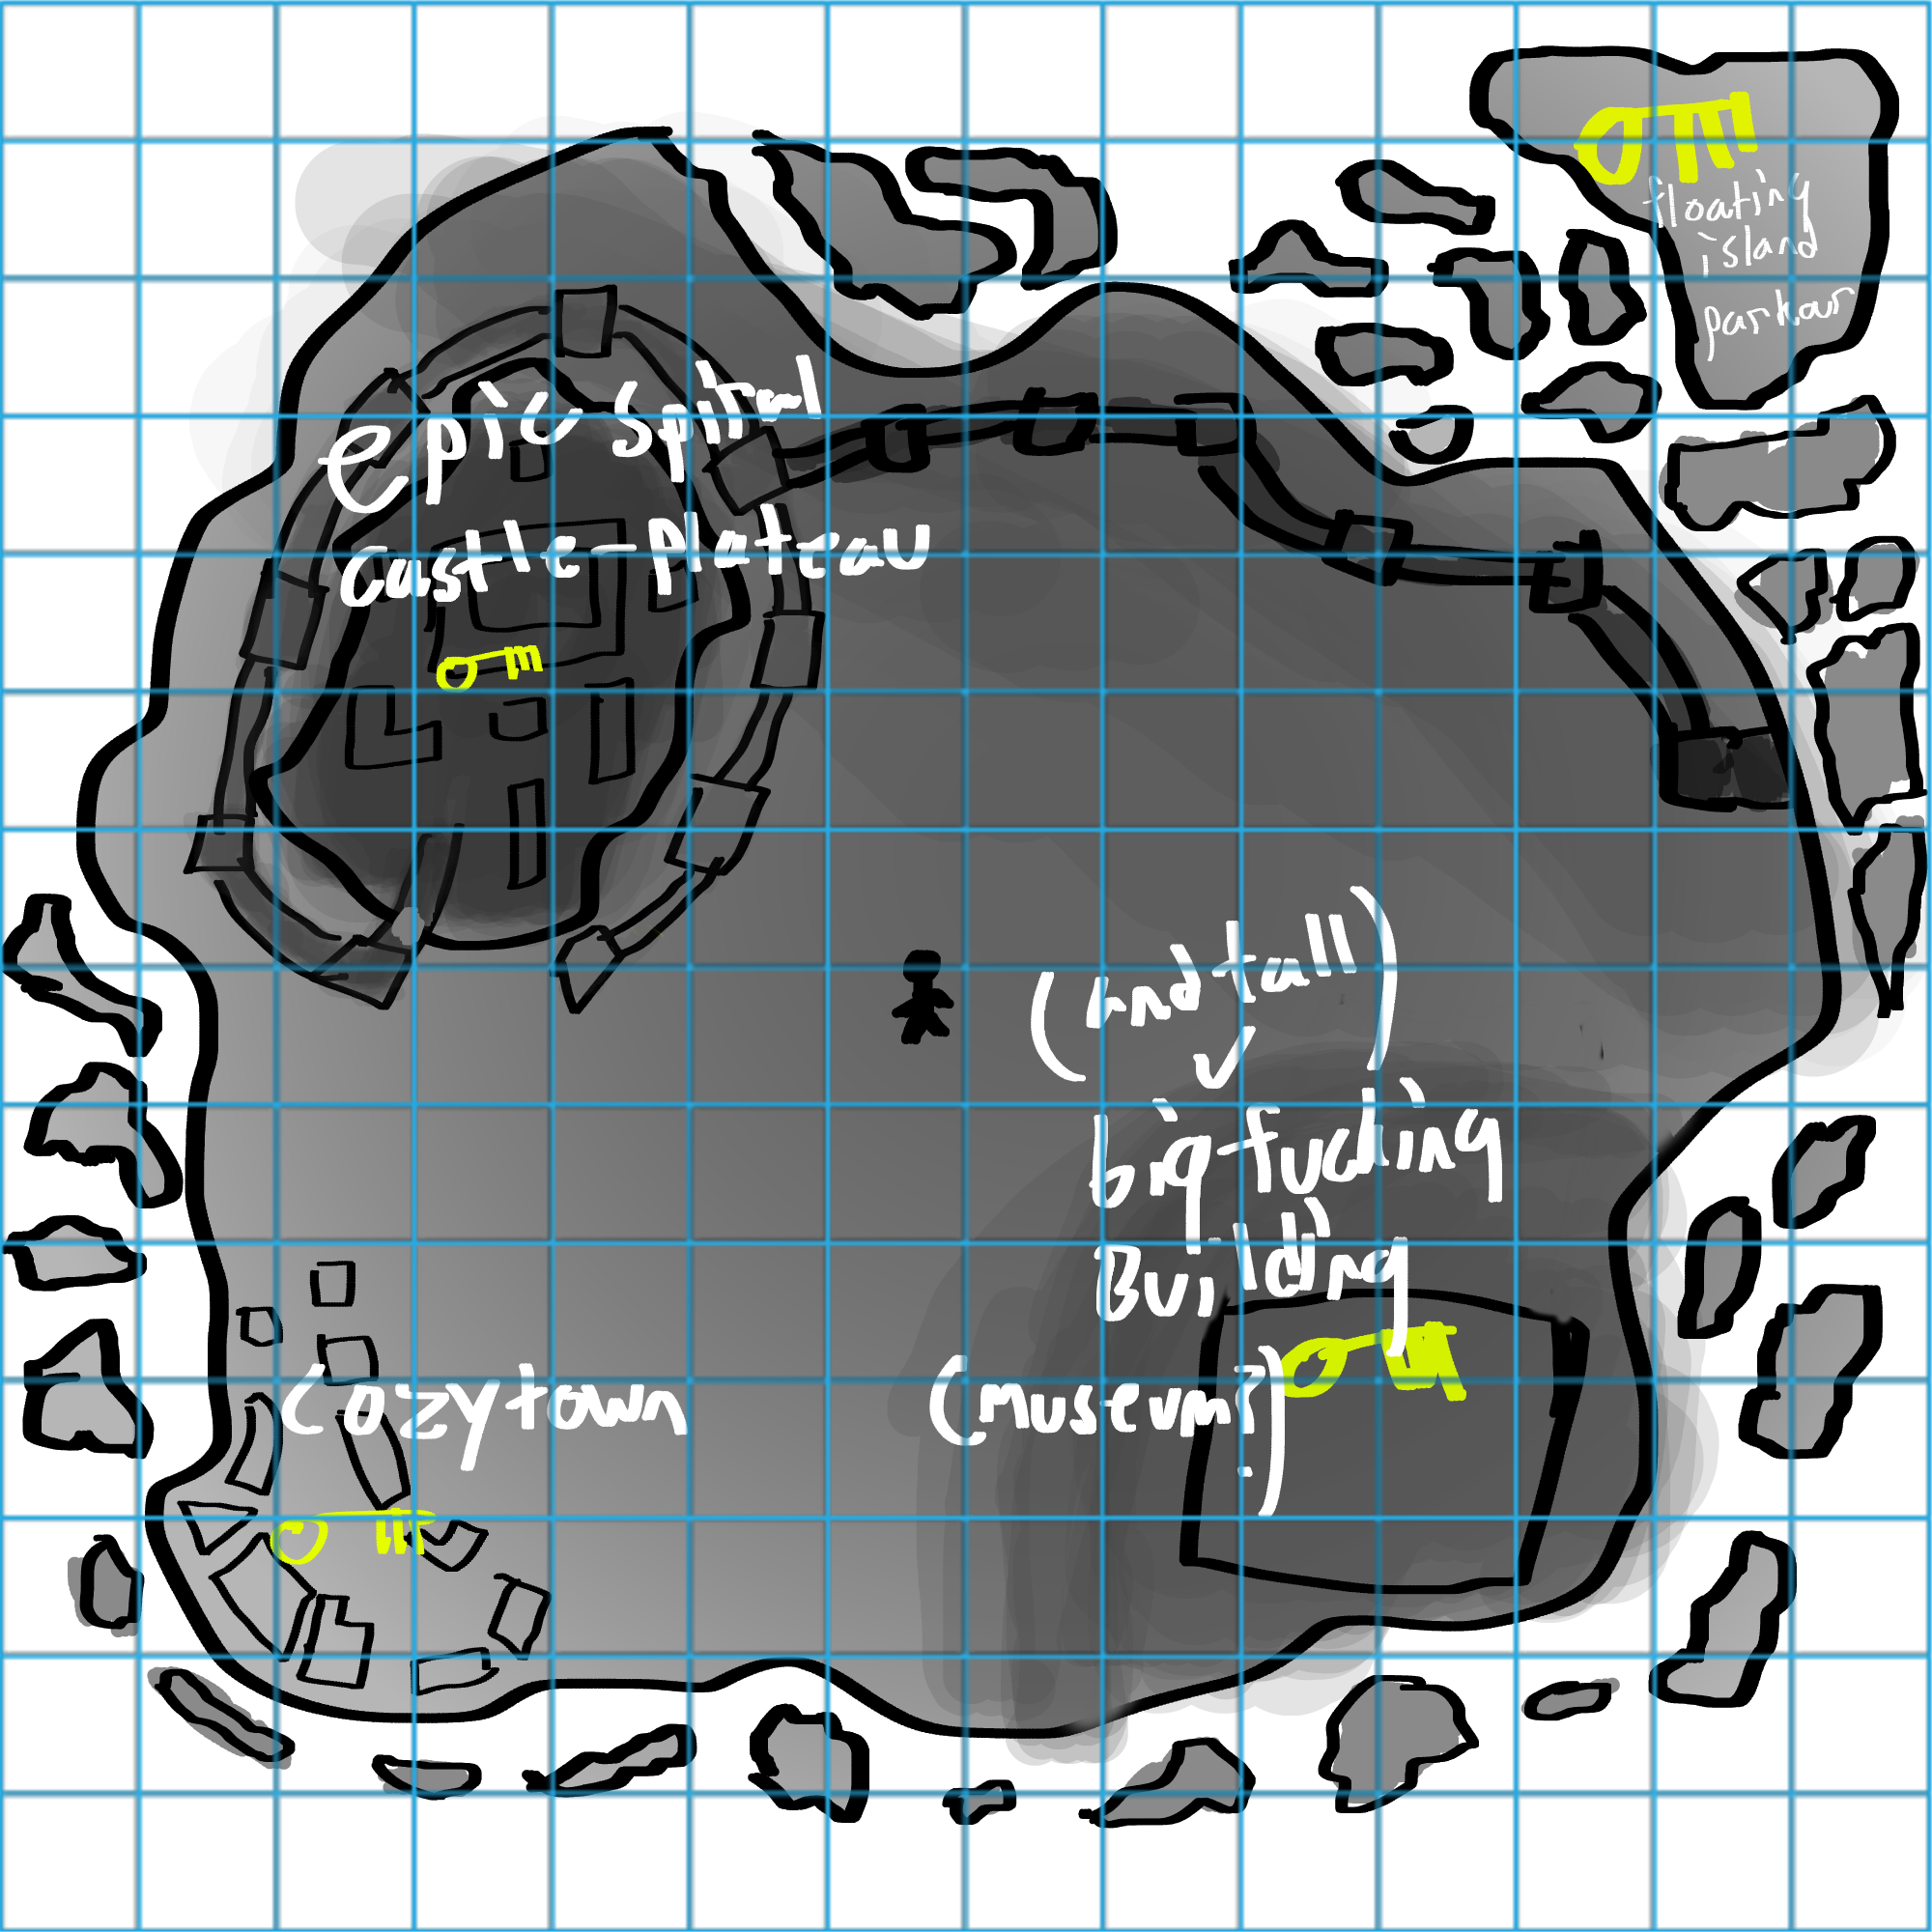 floating
island
parkour
epic spiral
castle-plateau
(and tall)
big fucking
Building
(museum?)
Cozytown